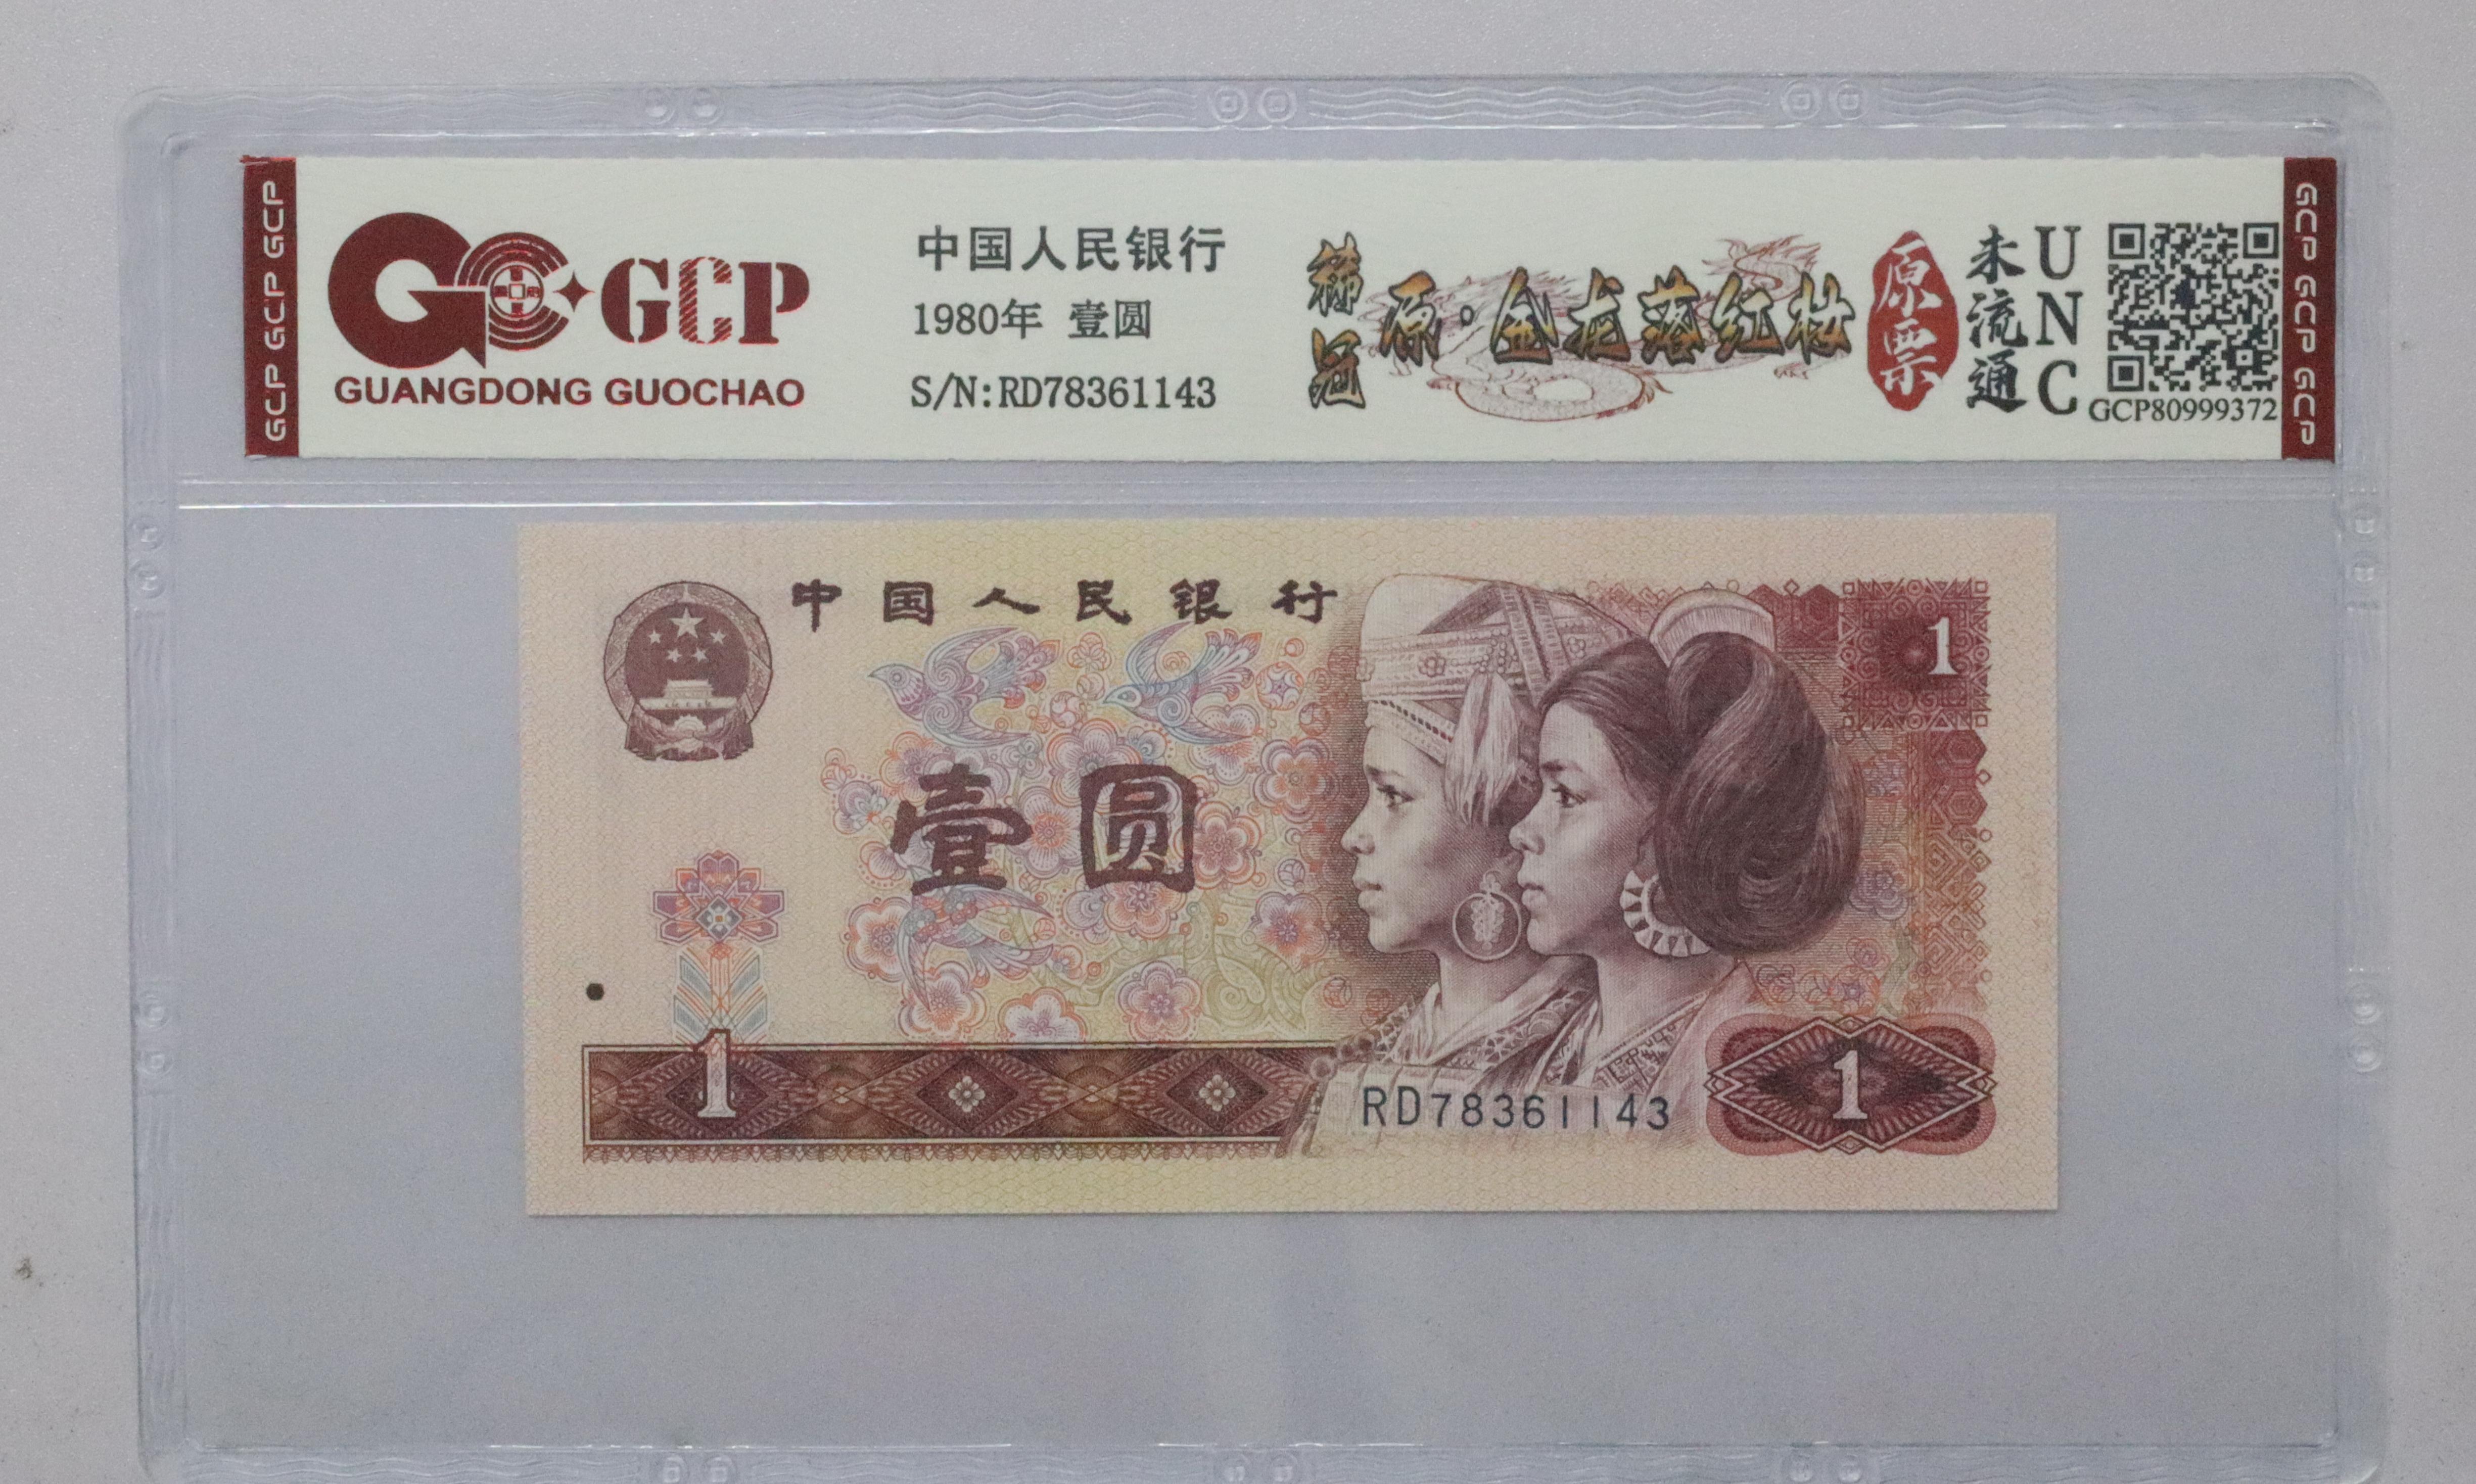 GCP GCP GCP
GCP
GUANGDONG GUOCHAO
中国人民银行
1980年 壹圆
S/N:RD78361143
稀冠
原·金龙落红妆
原票
未流通
UNC
GCP80999372
GCP GCP GCP
中国人民银行
1
壹圆
1
RD78361143
1